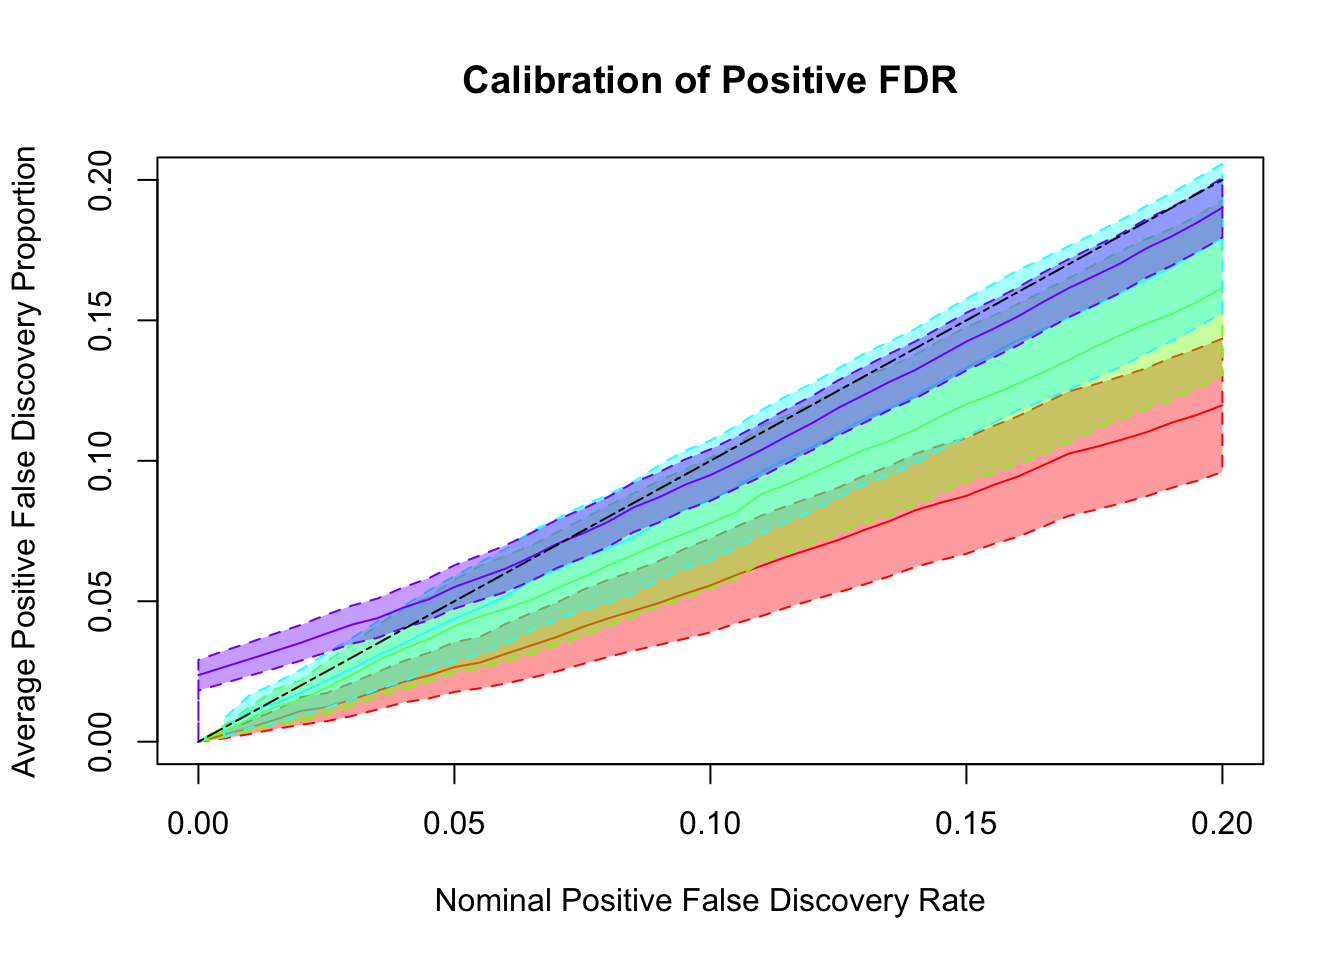 Calibration of Positive FDR
Average Positive False Discovery Proportion
0.20
0.15
0.10
0.05
0.00
0.00 0.05 0.10 0.15 0.20
Nominal Positive False Discovery Rate